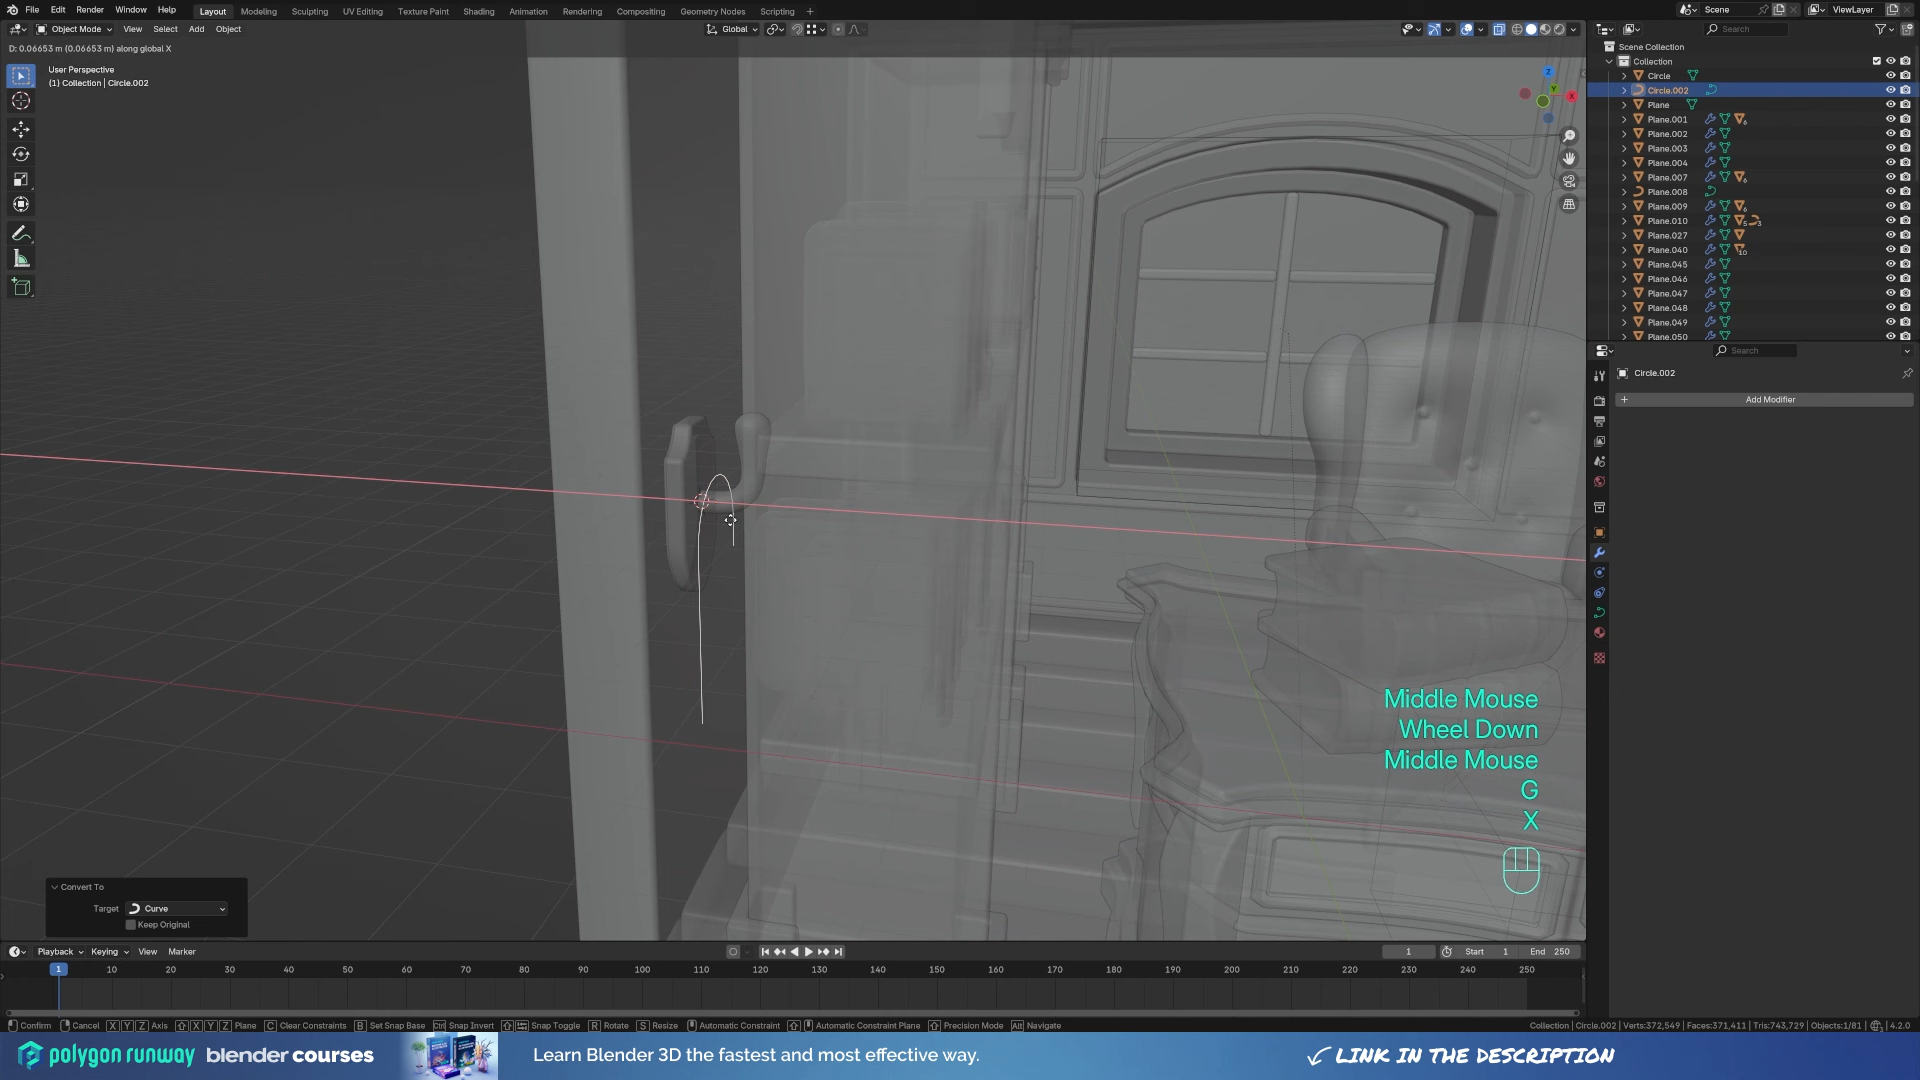 File Edit Render Window Help Layout Modeling Sculpting UV Editing Texture Paint Shading Animation Rendering Compositing Geometry Nodes Scripting + Scene ViewLayer
Object Mode View Select Add Object Global Search
D: 0.06653 m (0.06653 m) along global X
User Perspective
(1) Collection | Circle.002
Scene Collection
Collection
Circle
Circle.002
Plane
Plane.001
Plane.002
Plane.003
Plane.004
Plane.007
Plane.008
Plane.009
Plane.010
Plane.027
Plane.040
Plane.045
Plane.046
Plane.047
Plane.048
Plane.049
Plane.050
Search
Circle.002
+ Add Modifier
Middle Mouse
Wheel Down
Middle Mouse
G
X
Convert To
Target Curve
Keep Original
Playback Keying View Marker 1 Start 1 End 250
1 10 20 30 40 50 60 70 80 90 100 110 120 130 140 150 160 170 180 190 200 210 220 230 240 250
Confirm Cancel X Y Z Axis X Y Z Plane C Clear Constraints B Set Snap Base Ctrl Snap Invert Snap Toggle R Rotate S Resize Automatic Constraint Automatic Constraint Plane Precision Mode Alt Navigate Collection | Circle.002 | Verts:372,549 | Faces:371,411 | Tris:743,729 | Objects:1/81 4.2.0
polygon runway blender courses Learn Blender 3D the fastest and most effective way. LINK IN THE DESCRIPTION